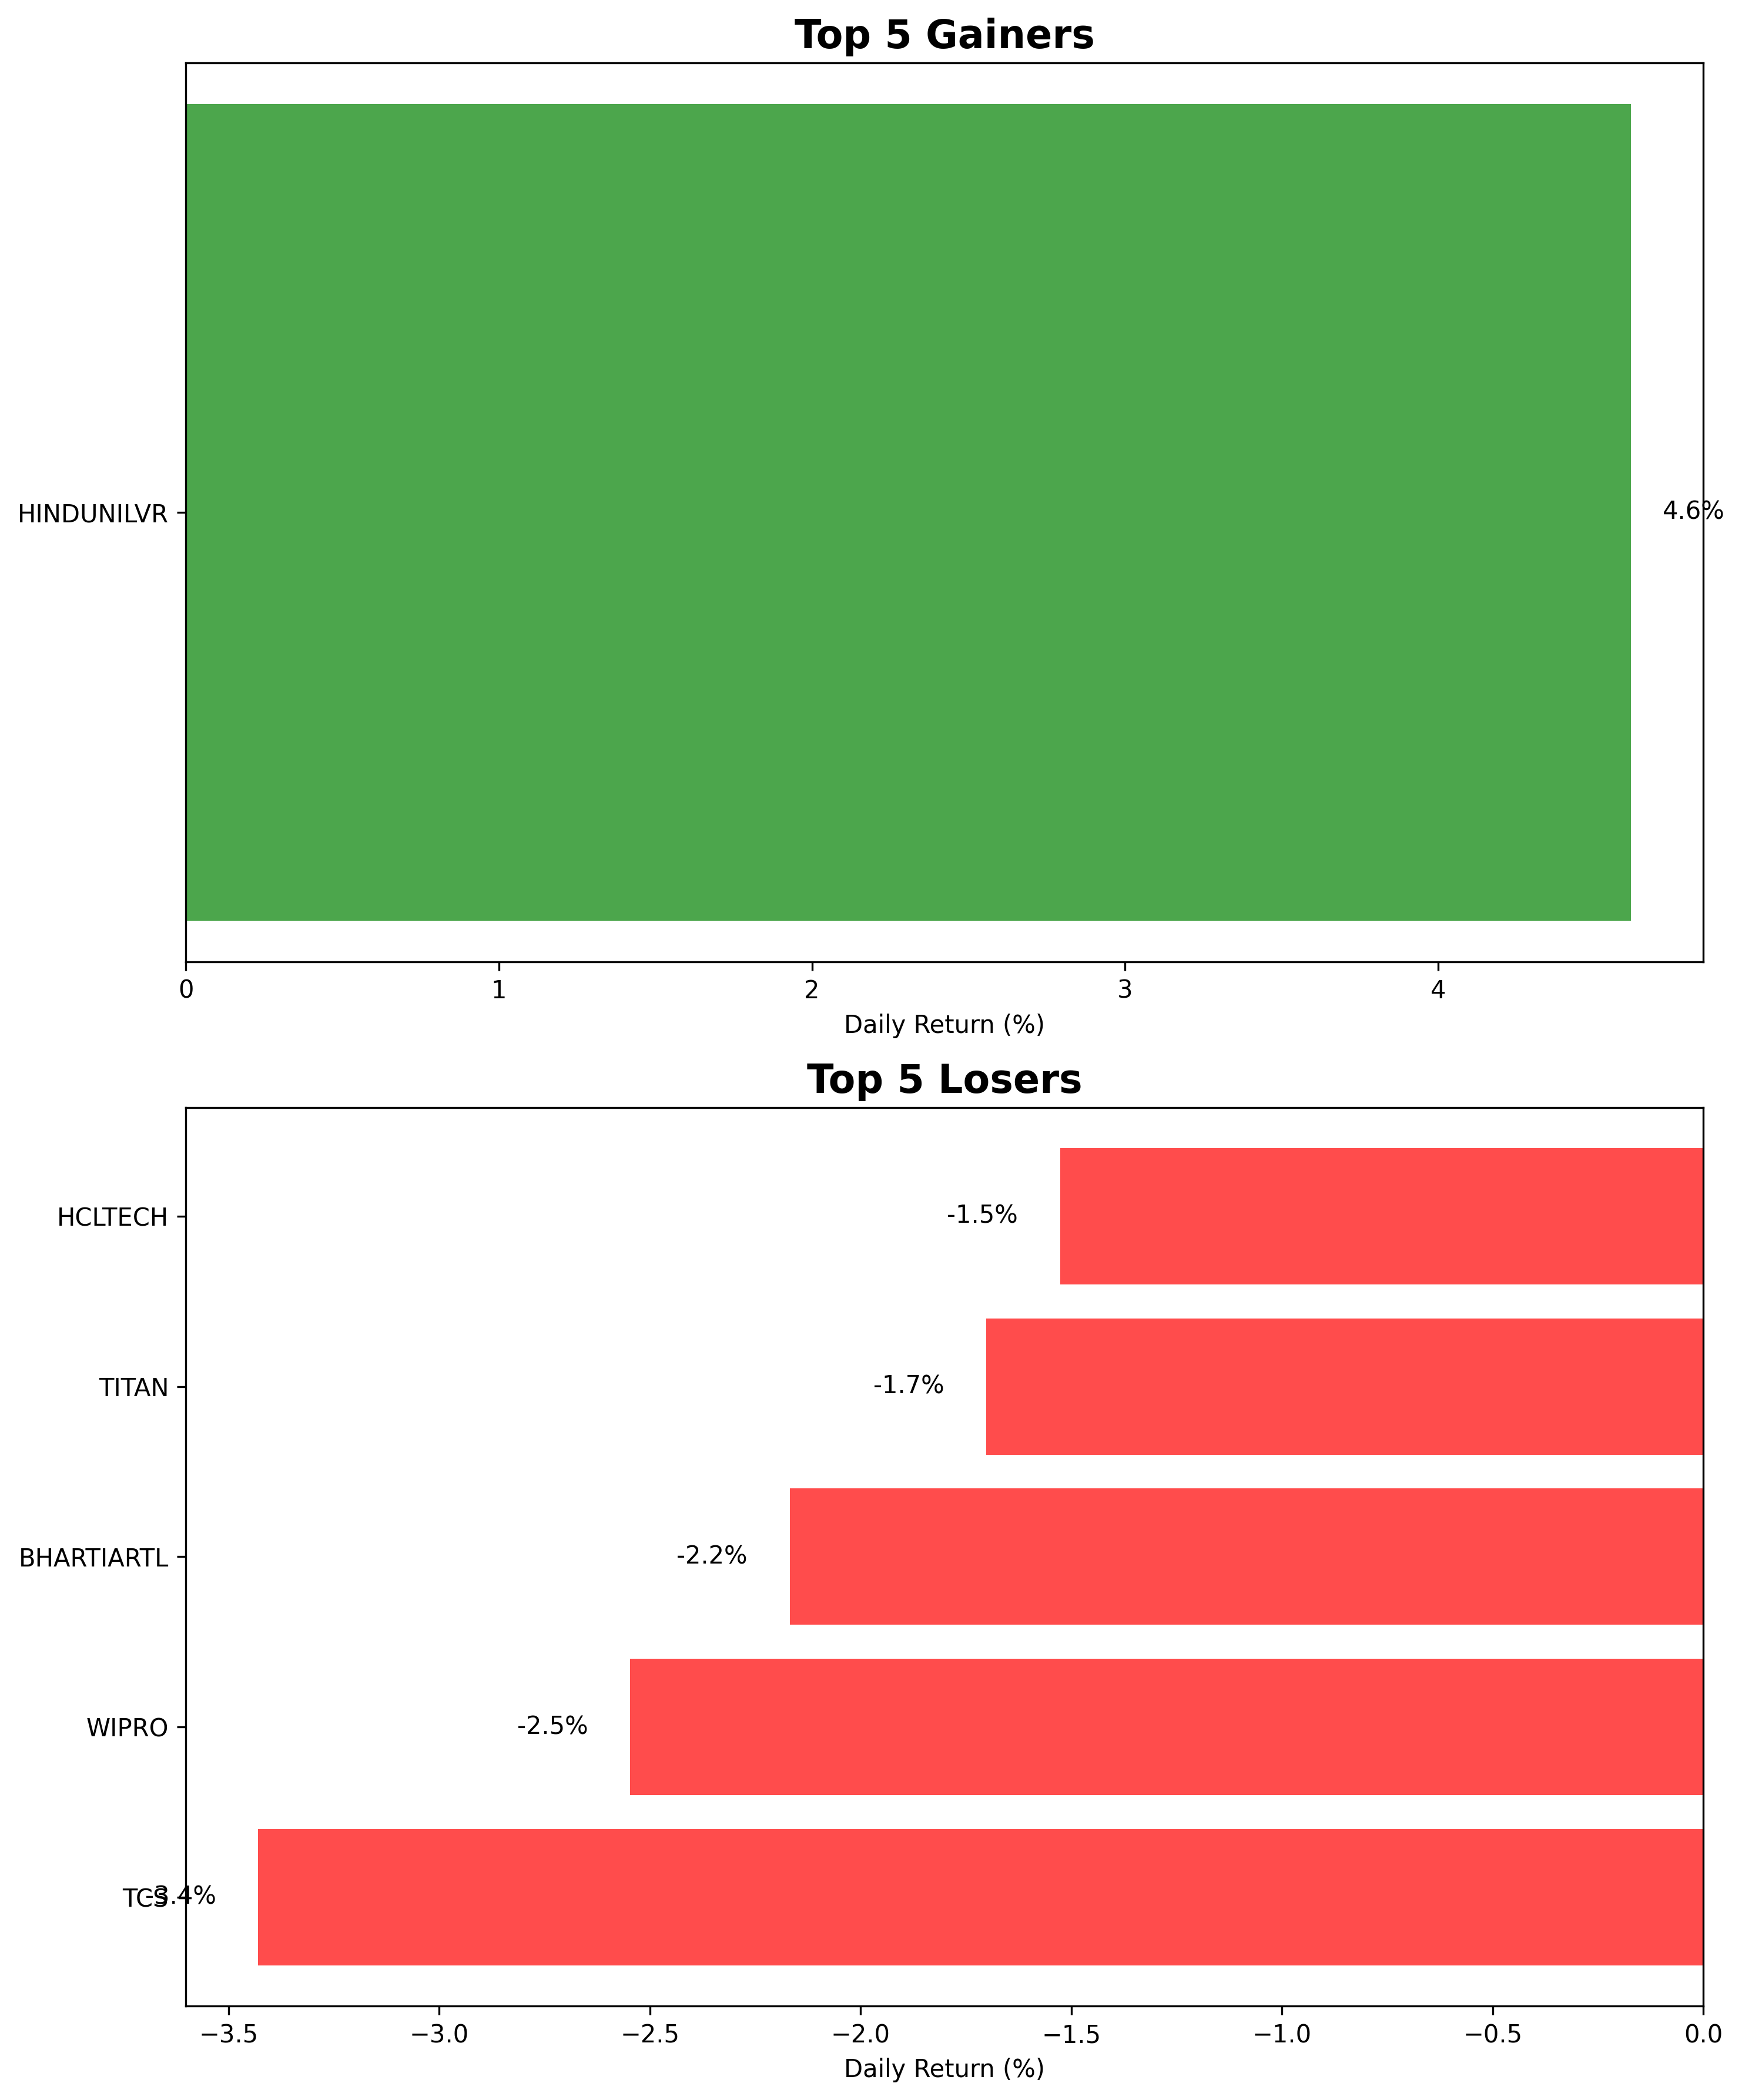 Top 5 Gainers
HINDUNILVR
4.6%
0 1 2 3 4
Daily Return (%)
Top 5 Losers
HCLTECH
-1.5%
TITAN
-1.7%
BHARTIARTL
-2.2%
WIPRO
-2.5%
TCS
-3.4%
−3.5 −3.0 −2.5 −2.0 −1.5 −1.0 −0.5 0.0
Daily Return (%)